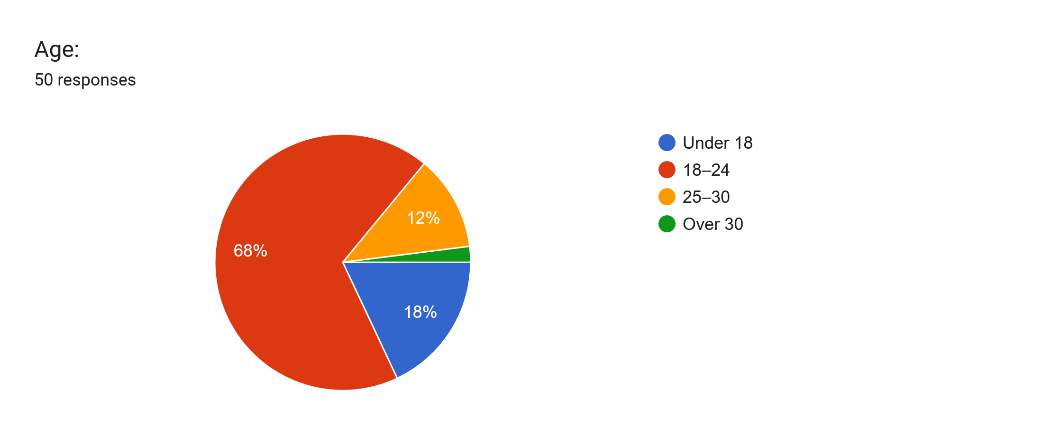 Age:
50 responses
Under 18
18–24
25–30
Over 30
68%
12%
18%